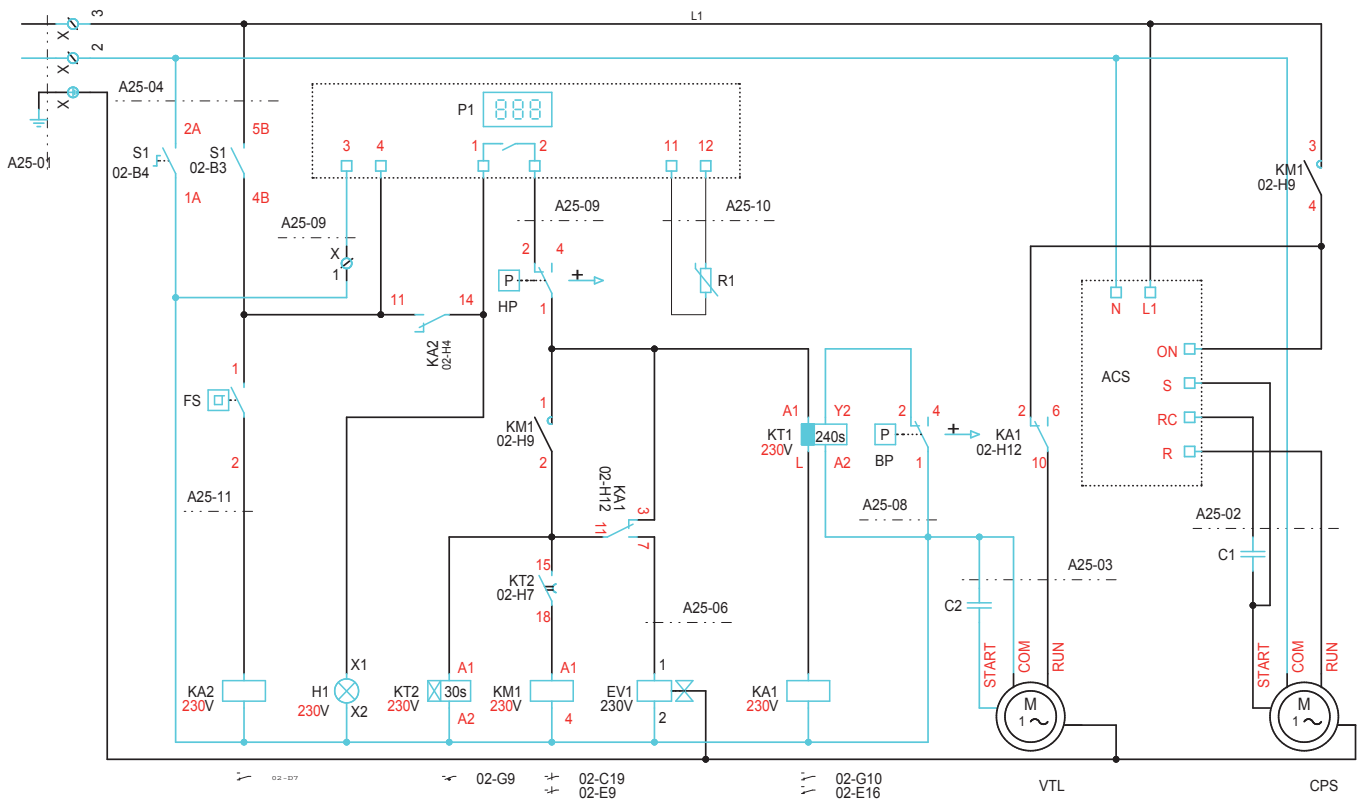 3
L1
X
2
X
X
A25-04
A25-01
P1
2A 5B
3 4 1 2 11 12
3
S1 02-B4
S1 02-B3
KM1 02-H9
4
1A 4B
A25-09
A25-09
A25-10
X
1
2 4
P
+
HP
R1
1
N L1
11 14
KA2 02-H4
ON
ACS
S
RC
R
1
FS
2
1
KM1 02-H9
2
A1 Y2
KT1 230V
240s
L A2
2 4
P
+
BP
1
2 6
KA1 02-H12
10
KA1 02-H12
3
11
7
A25-11
A25-08
A25-02
C1
15
KT2 02-H7
18
A25-03
A25-06
C2
START COM RUN
START COM RUN
KA2 230V
X1
H1 230V
X2
A1
KT2 230V
30s
A2
A1
KM1 230V
4
1
EV1 230V
2
KA1 230V
M
1
M
1
02-D7
02-G9
02-C19
02-E9
02-G10
02-E16
VTL
CPS